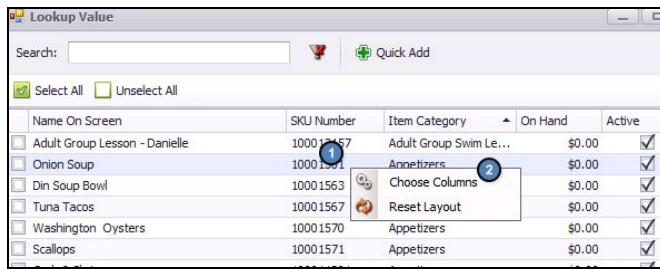 Lookup Value
Search:
Quick Add
Select All Unselect All
Name On Screen SKU Number Item Category On Hand Active
Adult Group Lesson - Danielle Adult Group Swim Le... $0.00
1
Onion Soup Appetizers $0.00
2
Din Soup Bowl 10001563 Choose Columns $0.00
Tuna Tacos 10001567 Reset Layout $0.00
Washington Oysters 10001570 Appetizers $0.00
Scallops 10001571 Appetizers $0.00